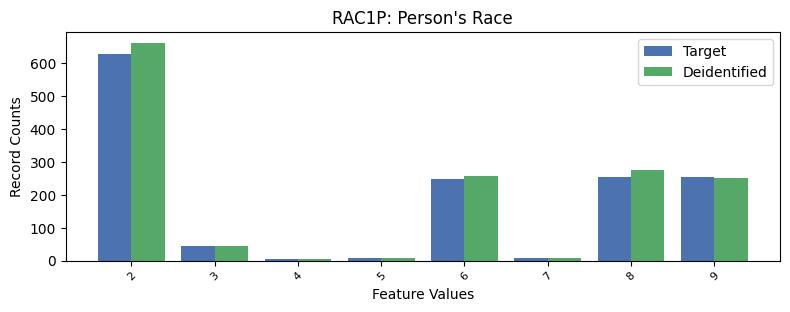 RAC1P: Person's Race
Target
Deidentified
Record Counts
600
500
400
300
200
100
0
2 3 4 5 6 7 8 9
Feature Values